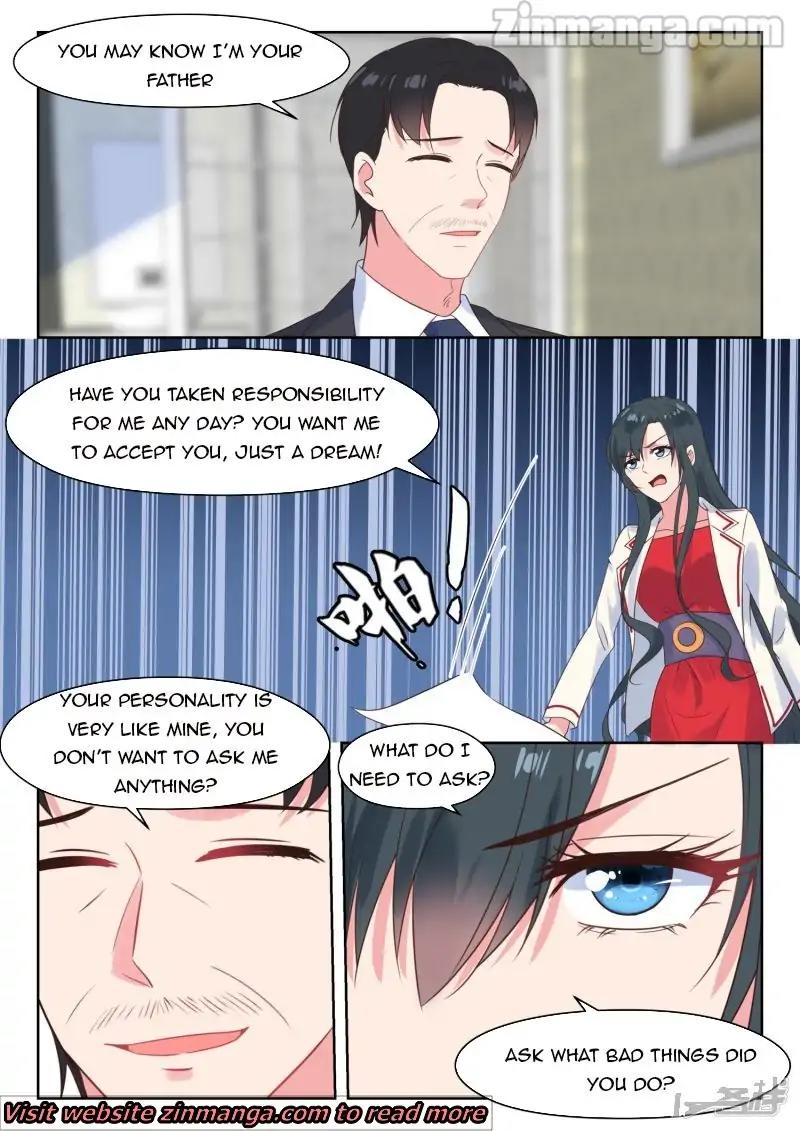 Zinmanga.com
YOU MAY KNOW I'M YOUR
FATHER
HAVE YOU TAKEN RESPONSIBILITY
FOR ME ANY DAY? YOU WANT ME
TO ACCEPT YOU, JUST A DREAM!
啪!
YOUR PERSONALITY IS
VERY LIKE MINE, YOU
DON'T WANT TO ASK ME
ANYTHING?
WHAT DO I
NEED TO ASK?
ASK WHAT BAD THINGS DID
YOU DO?
Visit website zinmanga.com to read more